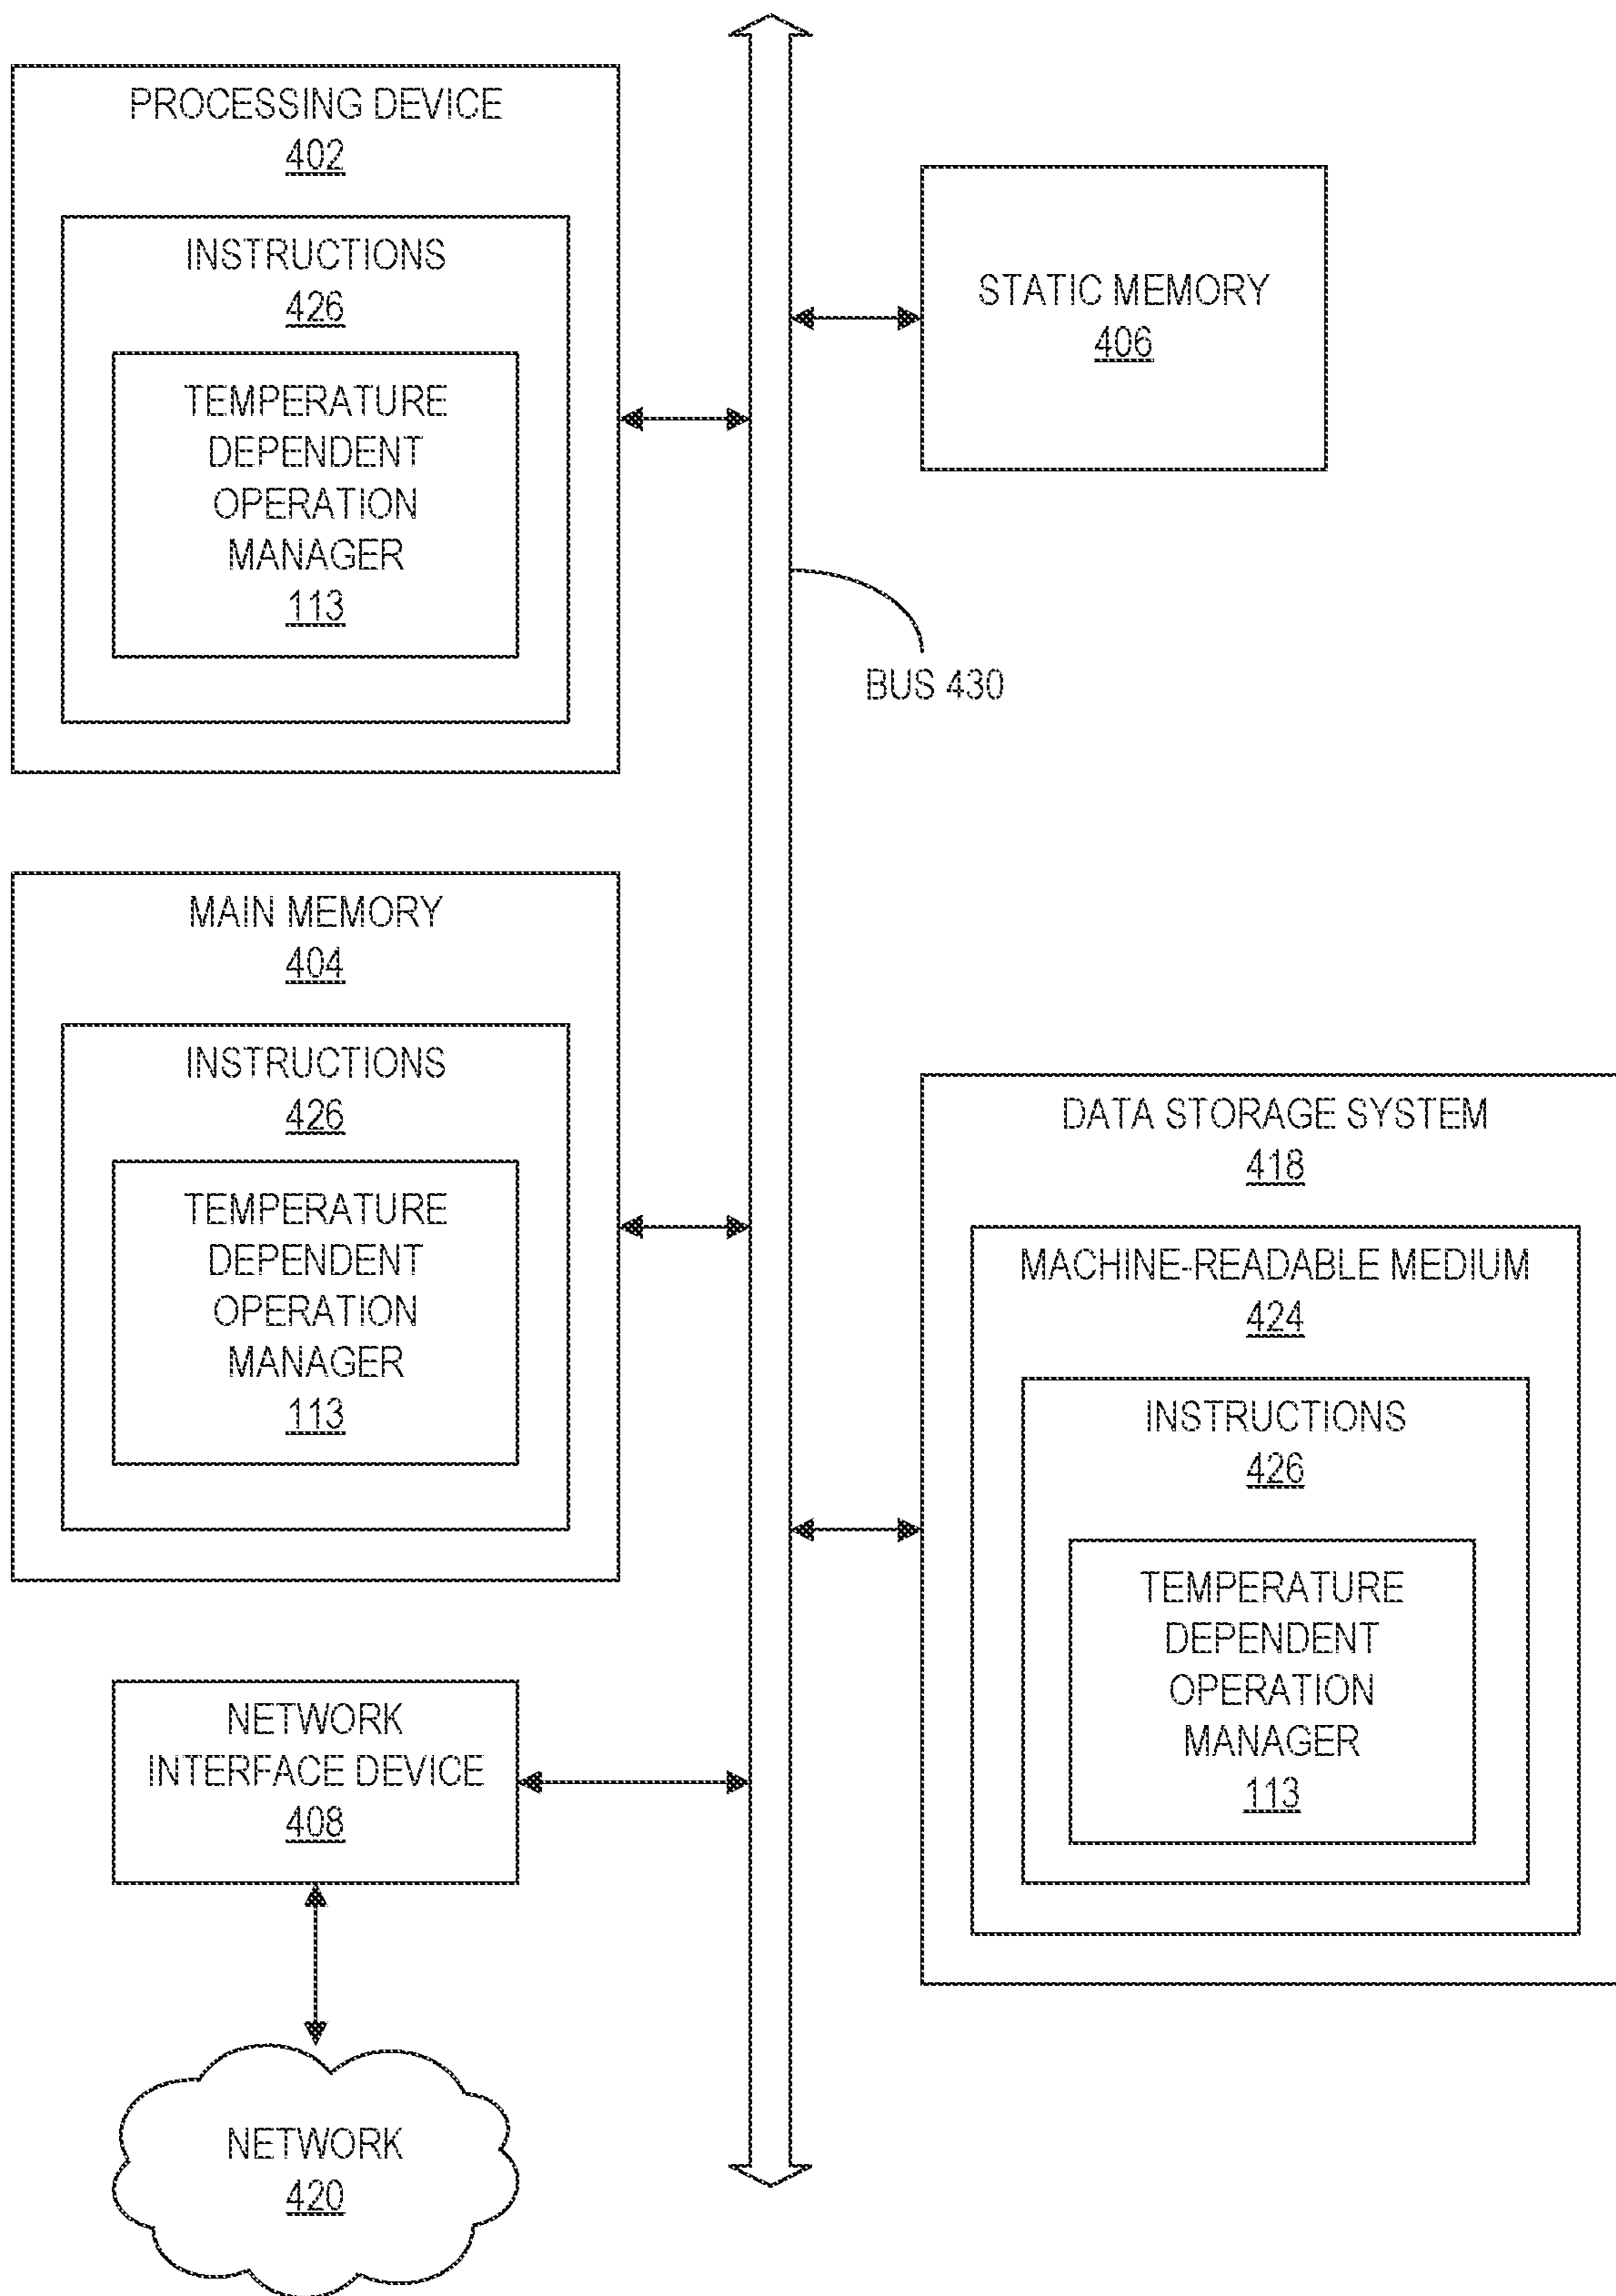 PROCESSING DEVICE
402
INSTRUCTIONS
426
TEMPERATURE
DEPENDENT
OPERATION
MANAGER
113
STATIC MEMORY
406
BUS 430
MAIN MEMORY
404
INSTRUCTIONS
426
TEMPERATURE
DEPENDENT
OPERATION
MANAGER
113
DATA STORAGE SYSTEM
418
MACHINE-READABLE MEDIUM
424
INSTRUCTIONS
426
TEMPERATURE
DEPENDENT
OPERATION
MANAGER
113
NETWORK
INTERFACE DEVICE
408
NETWORK
420